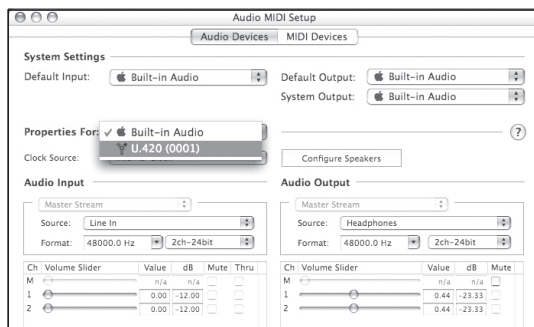 Audio MIDI Setup
Audio Devices MIDI Devices
System Settings
Default Input: Built-in Audio
Default Output: Built-in Audio
System Output: Built-in Audio
Properties For: ✓ Built-in Audio
U.420 (0001)
?
Clock Source:
Configure Speakers
Audio Input
Audio Output
Master Stream
Master Stream
Source: Line In
Source: Headphones
Format: 48000.0 Hz 2ch-24bit
Format: 48000.0 Hz 2ch-24bit
Ch Volume Slider Value dB Mute Thru
M n/a n/a
1 0.00 -12.00
2 0.00 -12.00
Ch Volume Slider Value dB Mute
M n/a n/a
1 0.44 -23.33
2 0.44 -23.33